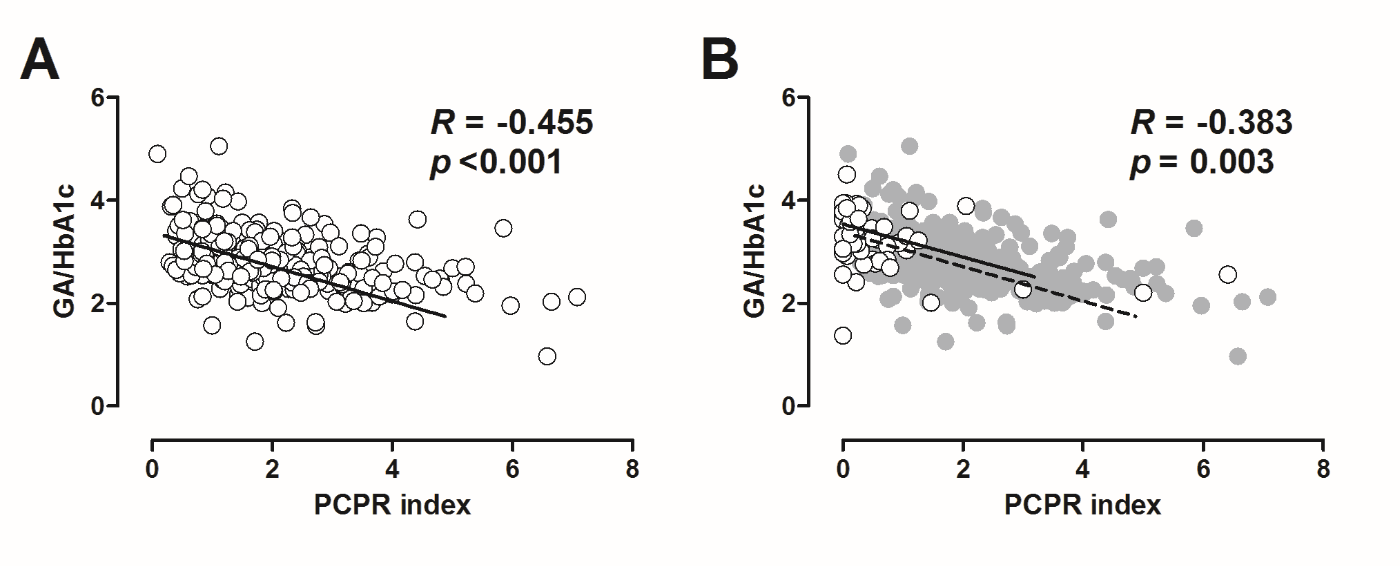 A
B
R = -0.455
p <0.001
R = -0.383
p = 0.003
6
4
2
0
GA/HbA1c
0 2 4 6 8
PCPR index
6
4
2
0
GA/HbA1c
0 2 4 6 8
PCPR index